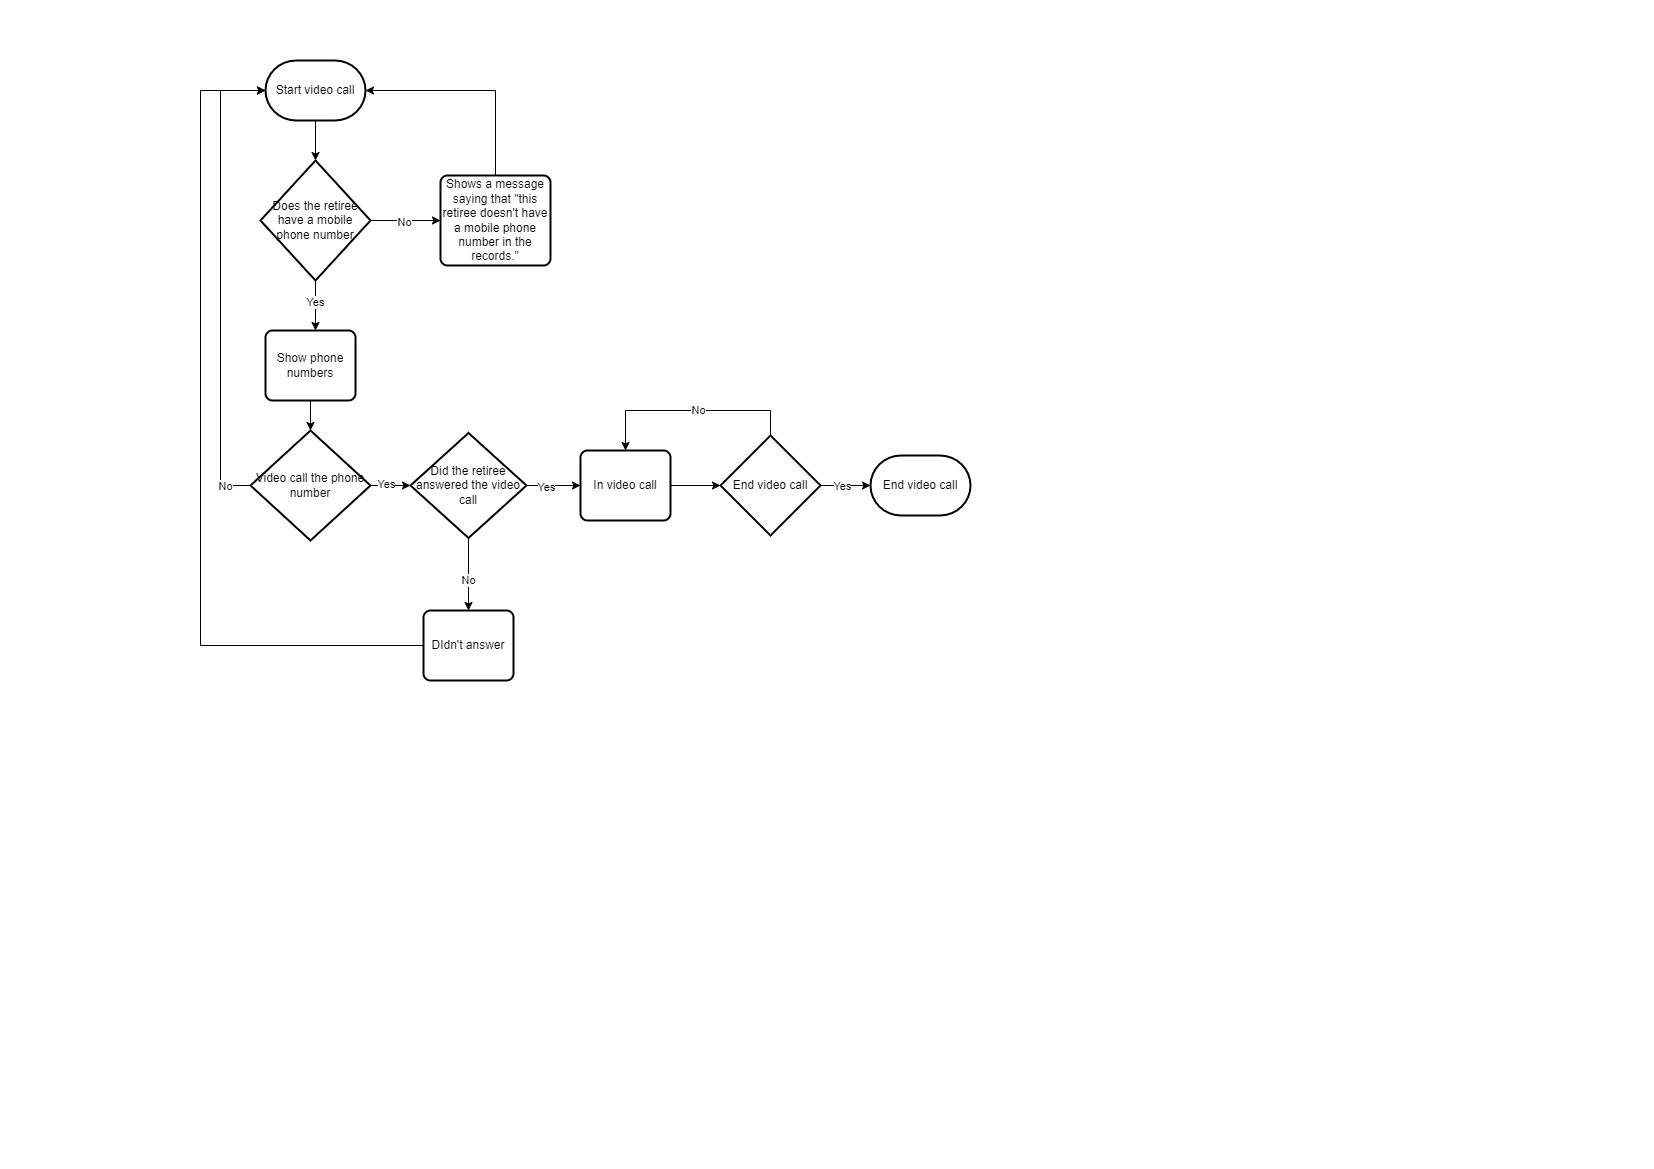 Start video call
Does the retiree
have a mobile
phone number
No
Shows a message
saying that "this
retiree doesn't have
a mobile phone
number in the
records."
Yes
Show phone
numbers
No
Video call the phone
number
Yes
Did the retiree
answered the video
call
Yes
In video call
No
End video call
Yes
End video call
No
DIdn't answer